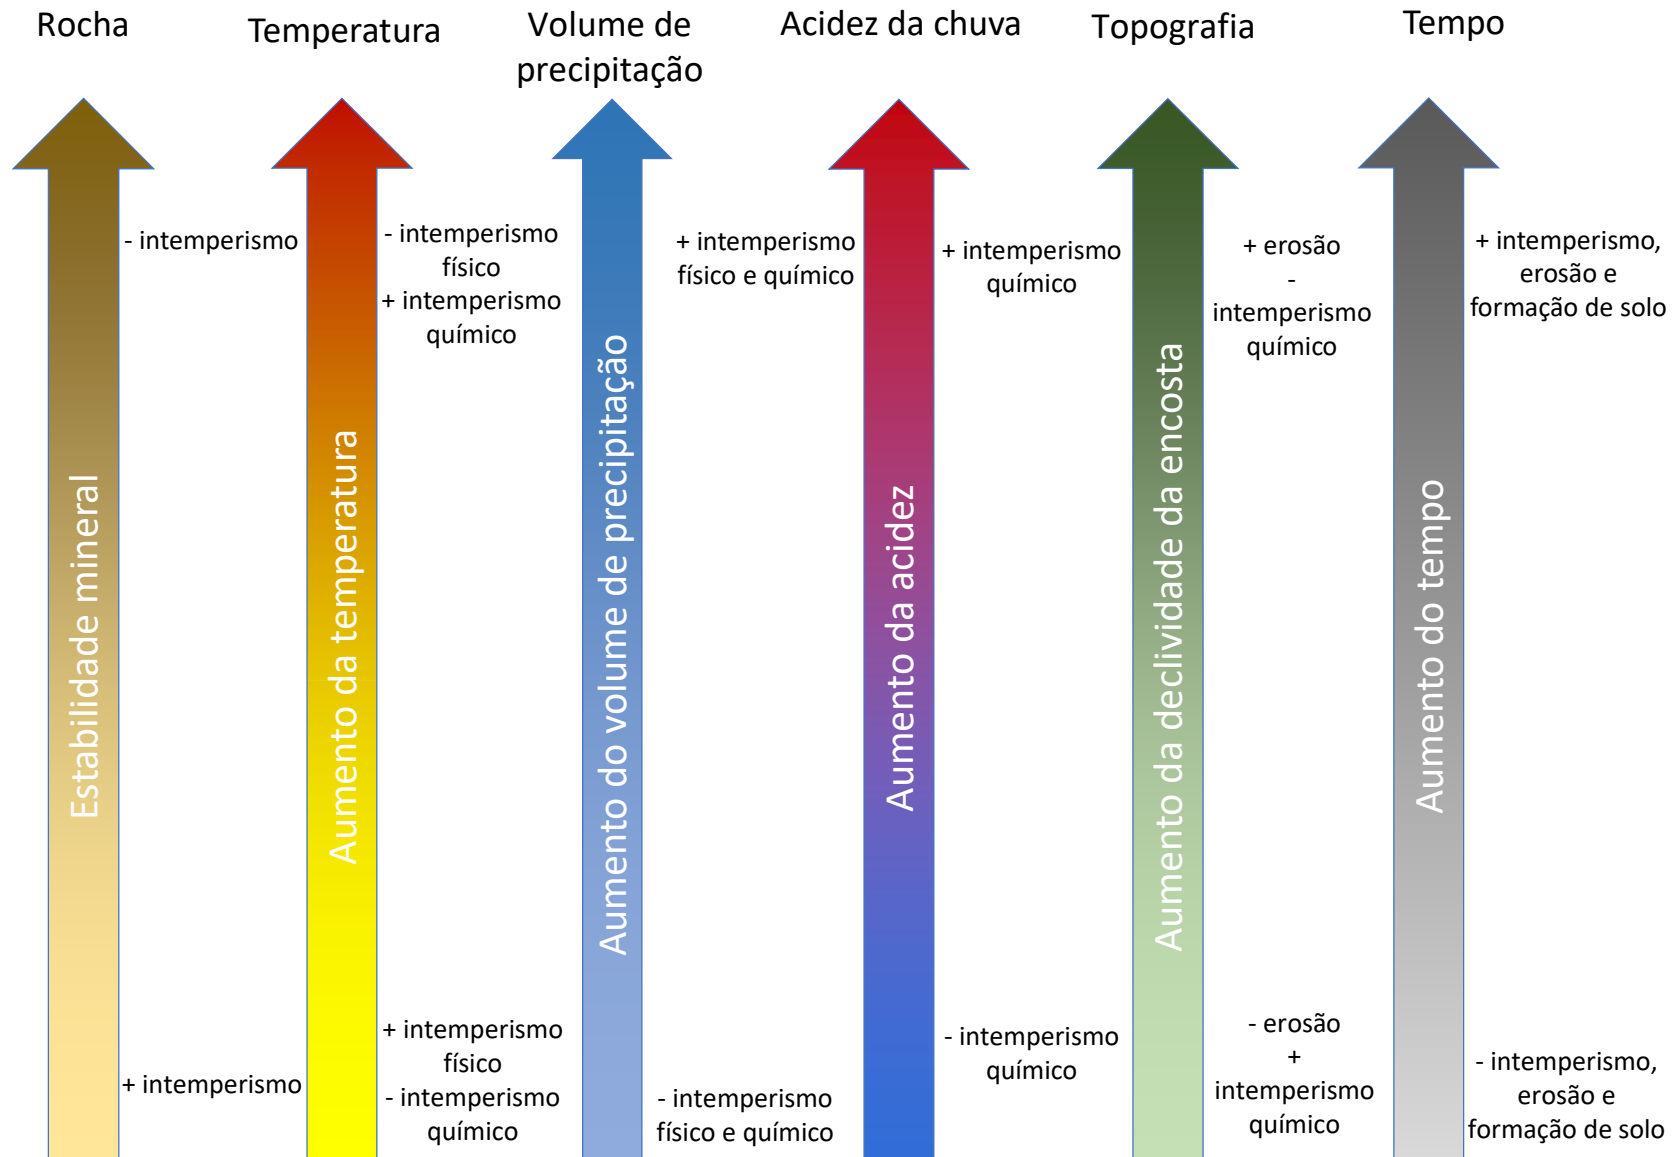 Rocha
Temperatura
Volume de
precipitação
Acidez da chuva
Topografia
Tempo
- intemperismo
- intemperismo
físico
+ intemperismo
químico
+ intemperismo
físico e químico
+ intemperismo
químico
+ erosão
-
intemperismo
químico
+ intemperismo,
erosão e
formação de solo
Estabilidade mineral
Aumento da temperatura
Aumento do volume de precipitação
Aumento da acidez
Aumento da declividade da encosta
Aumento do tempo
+ intemperismo
+ intemperismo
físico
- intemperismo
químico
- intemperismo
físico e químico
- intemperismo
químico
- erosão
+
intemperismo
químico
- intemperismo,
erosão e
formação de solo